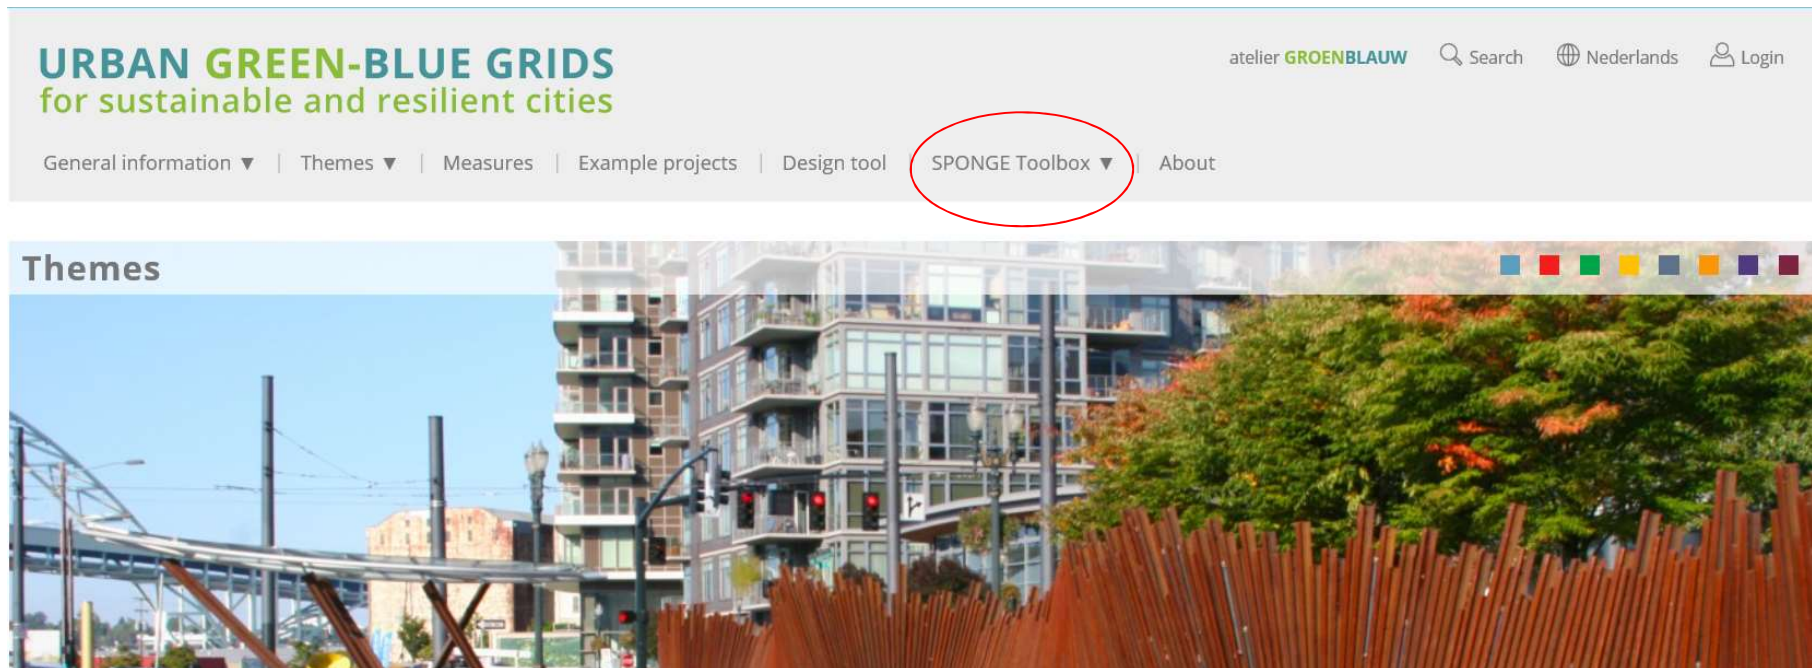 URBAN GREEN-BLUE GRIDS
for sustainable and resilient cities
atelier GROENBLAUW Search Nederlands Login
General information ▼ | Themes ▼ | Measures | Example projects | Design tool | SPONGE Toolbox ▼ | About
Themes